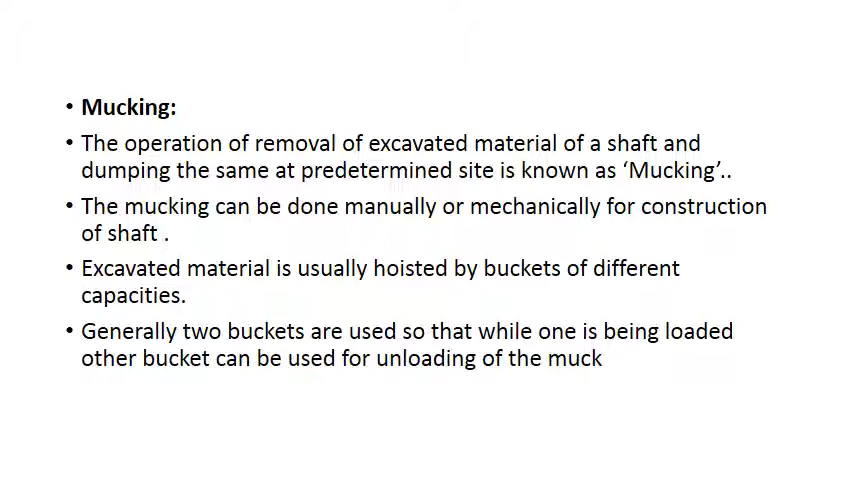 • Mucking:
• The operation of removal of excavated material of a shaft and
dumping the same at predetermined site is known as ‘Mucking’..
• The mucking can be done manually or mechanically for construction
of shaft .
• Excavated material is usually hoisted by buckets of different
capacities.
• Generally two buckets are used so that while one is being loaded
other bucket can be used for unloading of the muck